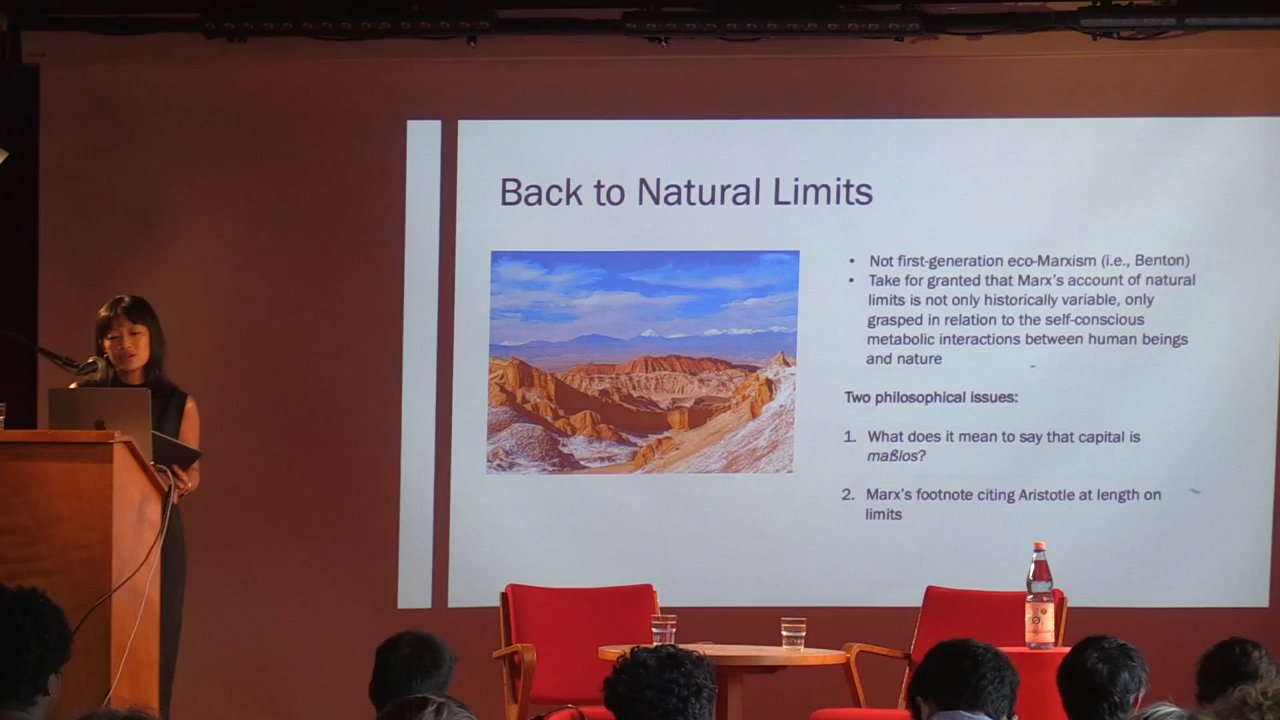 Back to Natural Limits
• Not first-generation eco-Marxism (i.e., Benton)
• Take for granted that Marx's account of natural
limits is not only historically variable, only
grasped in relation to the self-conscious
metabolic interactions between human beings
and nature
Two philosophical issues:
1. What does it mean to say that capital is
maßlos?
2. Marx's footnote citing Aristotle at length on
limits